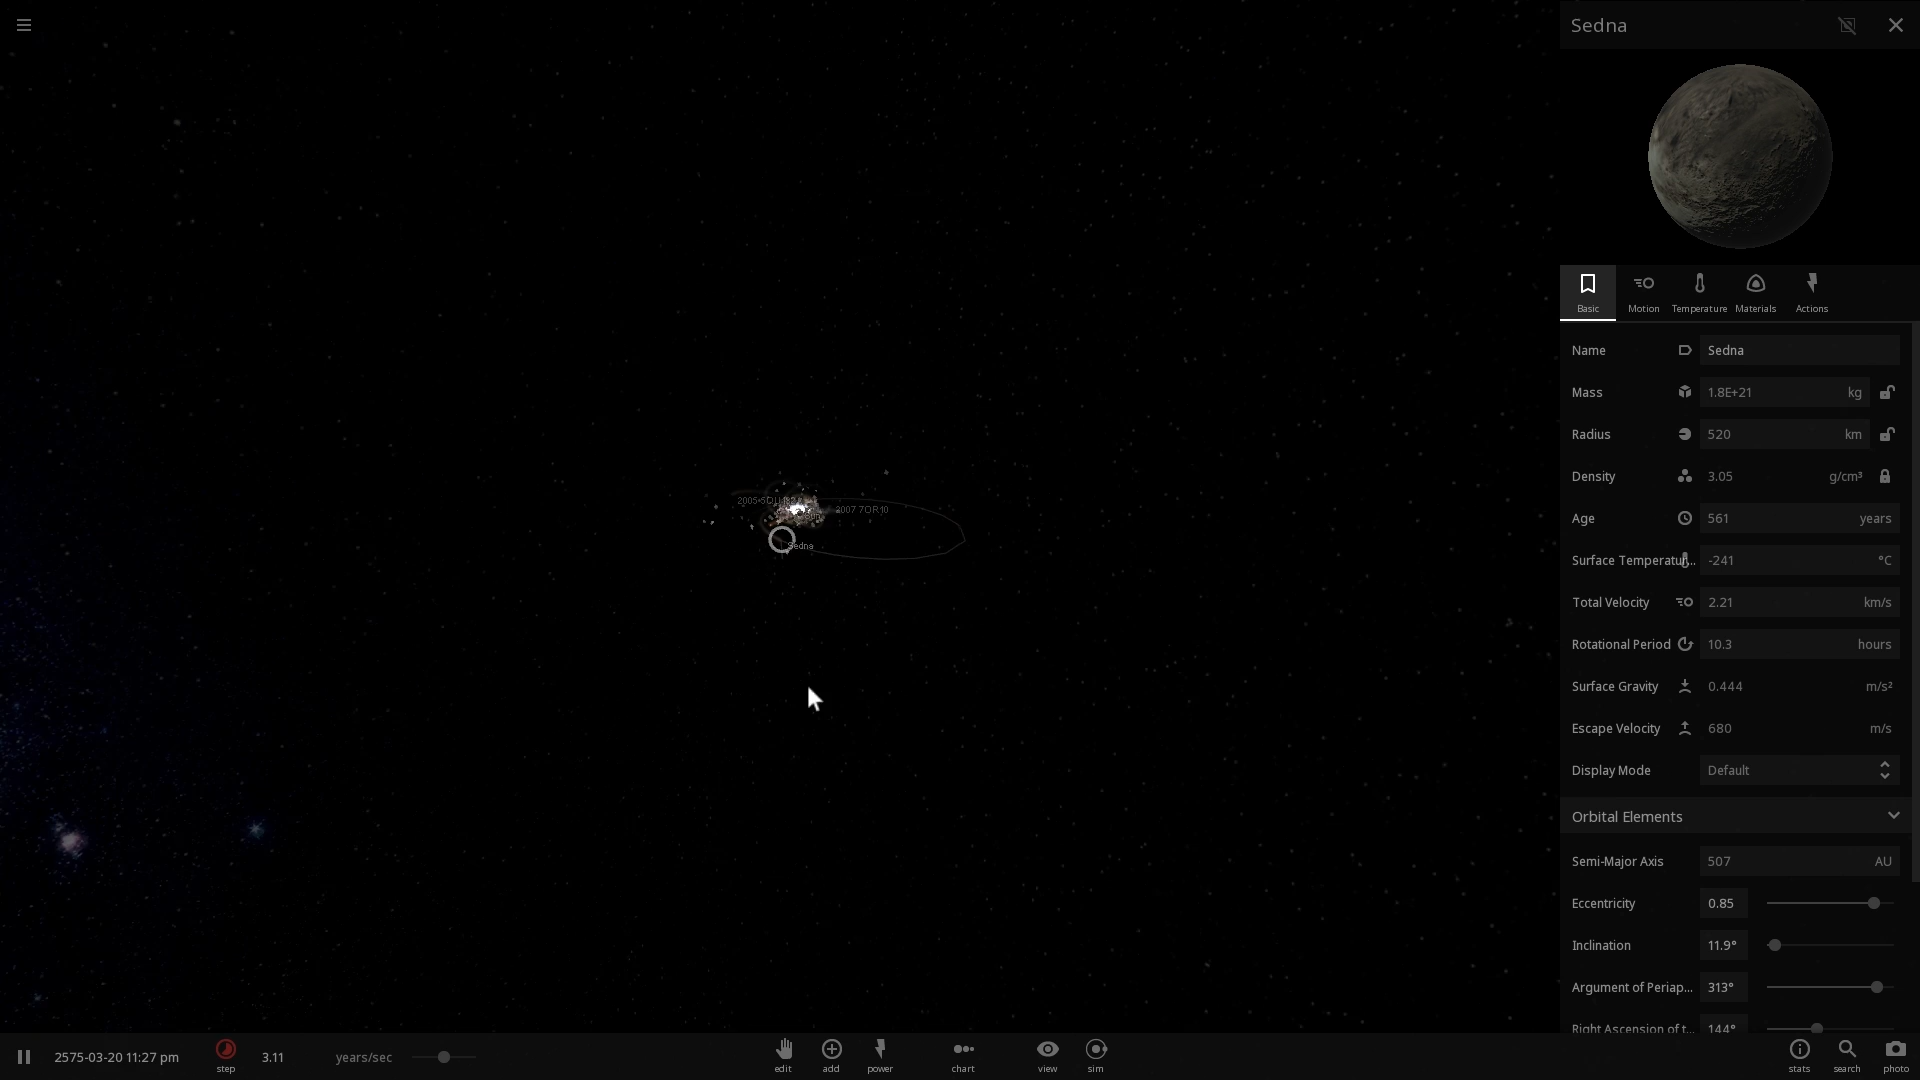 Sedna
Basic
Motion
Temperature
Materials
Actions
Name Sedna
Mass 1.8E+21 kg
Radius 520 km
Density 3.05 g/cm³
Age 561 years
Surface Temperatur... -241 °C
Total Velocity 2.21 km/s
Rotational Period 10.3 hours
Surface Gravity 0.444 m/s²
Escape Velocity 680 m/s
Display Mode Default
Orbital Elements
Semi-Major Axis 507 AU
Eccentricity 0.85
Inclination 11.9°
Argument of Periap... 313°
Right Ascension of t... 144°
2007 7OR10
Sedna
2575-03-20 11:27 pm
step
3.11 years/sec
edit
add
power
chart
view
sim
stats
search
photo